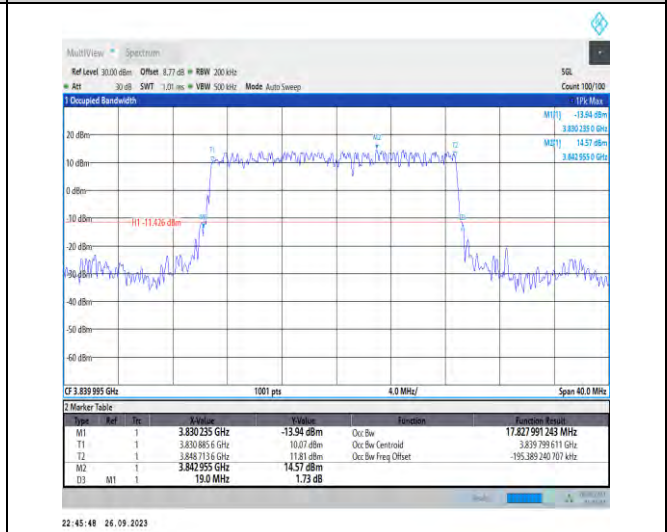 MultiView Spectrum
Ref Level 30.00 dBm Offset 8.77 dB RBW 200 kHz SGL
Att 30 dB SWT 1.01 ms VBW 500 kHz Mode Auto Sweep Count 100/100
1 Occupied Bandwidth 1Pk Max
M1[1] -13.94 dBm
3.830 235 0 GHz
M2[1] 14.57 dBm
3.842 955 0 GHz
20 dBm
T1
M2
T2
10 dBm
0 dBm
-10 dBm
H1 -11.426 dBm
-20 dBm
-30 dBm
-40 dBm
-50 dBm
-60 dBm
CF 3.839 995 GHz 1001 pts 4.0 MHz/ Span 40.0 MHz
2 Marker Table
Type Ref Trc X-Value Y-Value Function Function Result
M1 1 3.830 235 GHz -13.94 dBm Occ Bw 17.827 991 243 MHz
T1 1 3.830 885 6 GHz 10.07 dBm Occ Bw Centroid 3.839 799 611 GHz
T2 1 3.848 713 6 GHz 11.81 dBm Occ Bw Freq Offset -195.389 240 707 kHz
M2 1 3.842 955 GHz 14.57 dBm
D3 M1 1 19.0 MHz 1.73 dB
22:45:48 26.09.2023